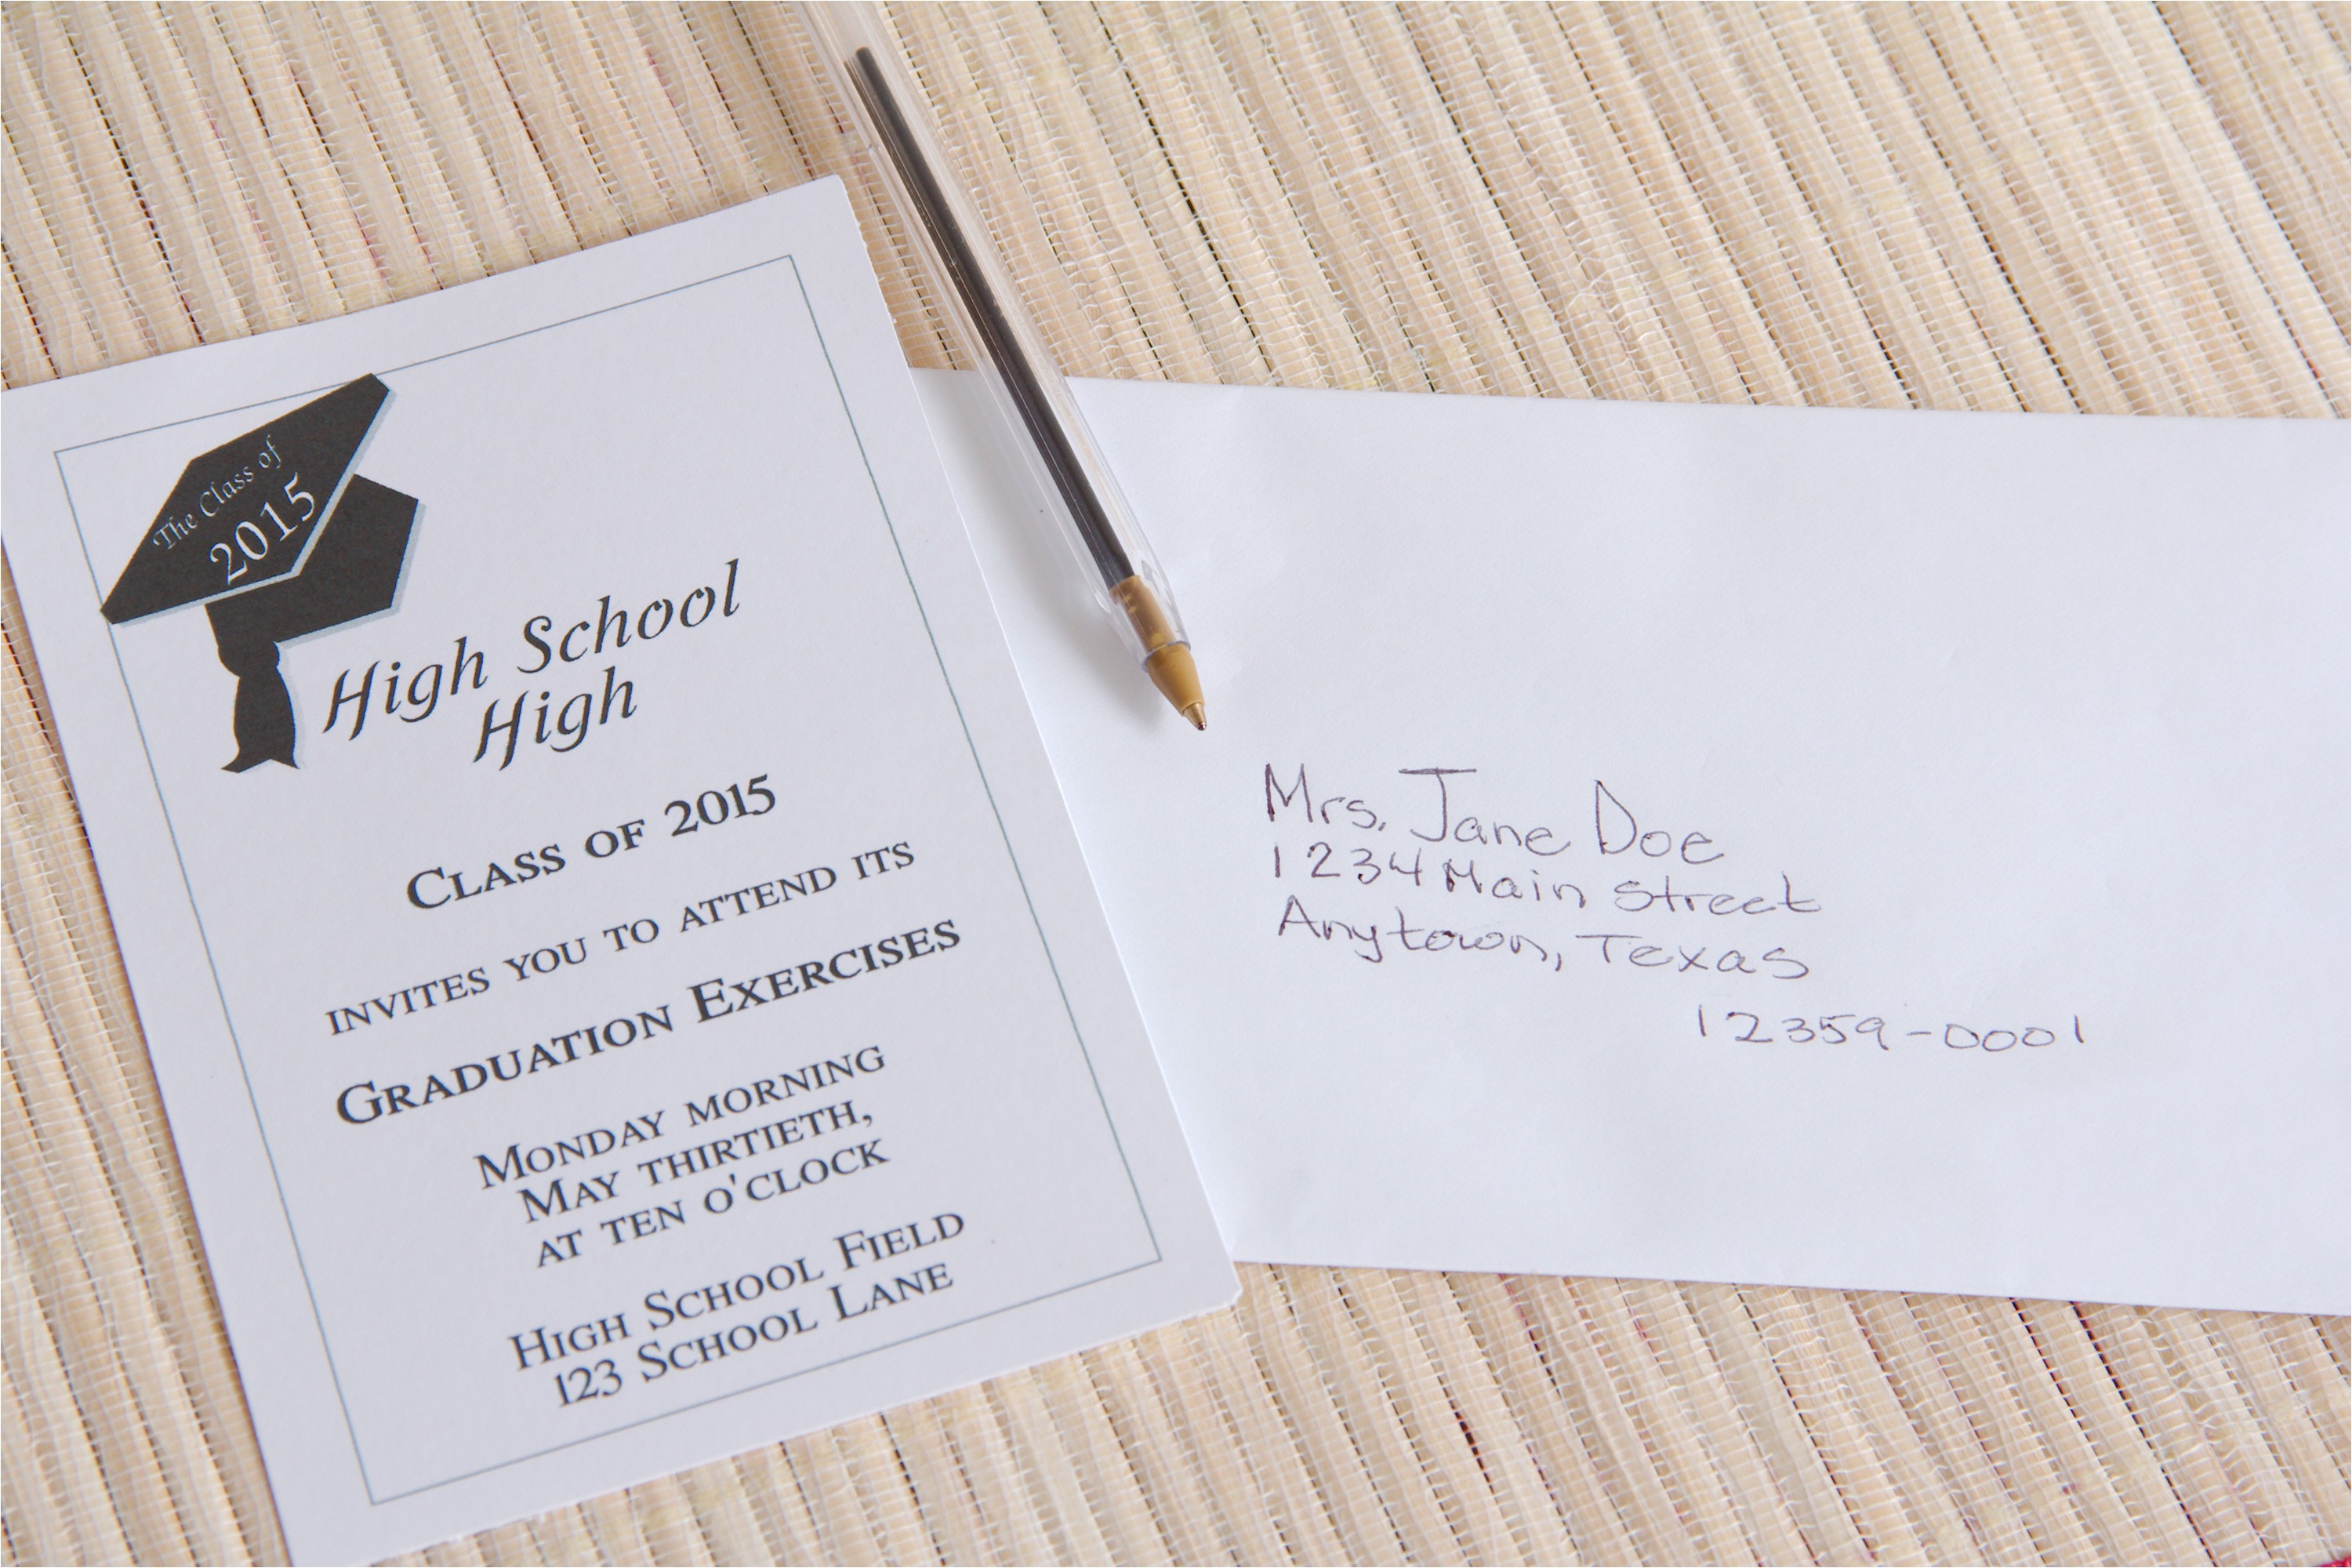 The Class of
2015
High School
High
Class of 2015
invites you to attend its
Graduation Exercises
Monday morning
May thirtieth,
at ten o'clock
High School Field
123 School Lane
Mrs. Jane Doe
1234 Main Street
Anytown, Texas
12359-0001